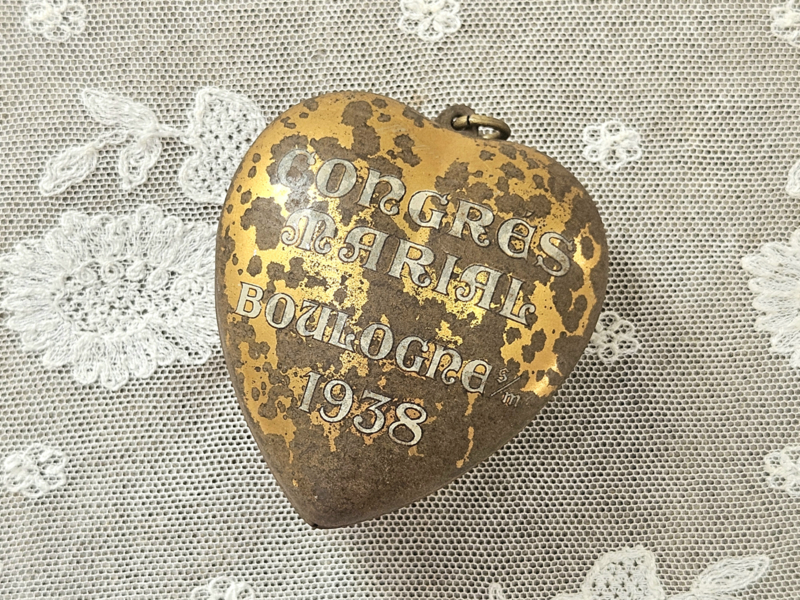 CONGRÈS
MARIAL
BOULOGNE S/m
1938